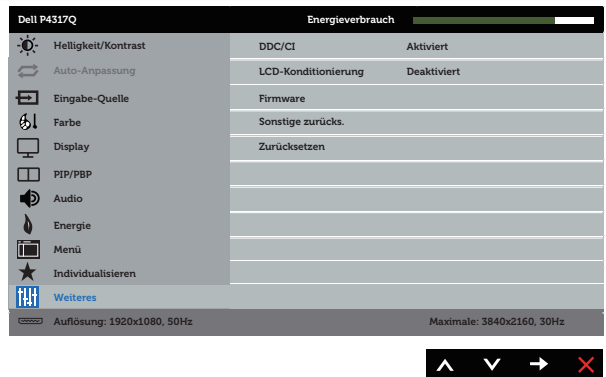 Dell P4317Q Energieverbrauch
Helligkeit/Kontrast DDC/CI Aktiviert
Auto-Anpassung LCD-Konditionierung Deaktiviert
Eingabe-Quelle Firmware
Farbe Sonstige zurücks.
Display Zurücksetzen
PIP/PBP
Audio
Energie
Menü
Individualisieren
Weiteres
Auflösung: 1920x1080, 50Hz Maximale: 3840x2160, 30Hz